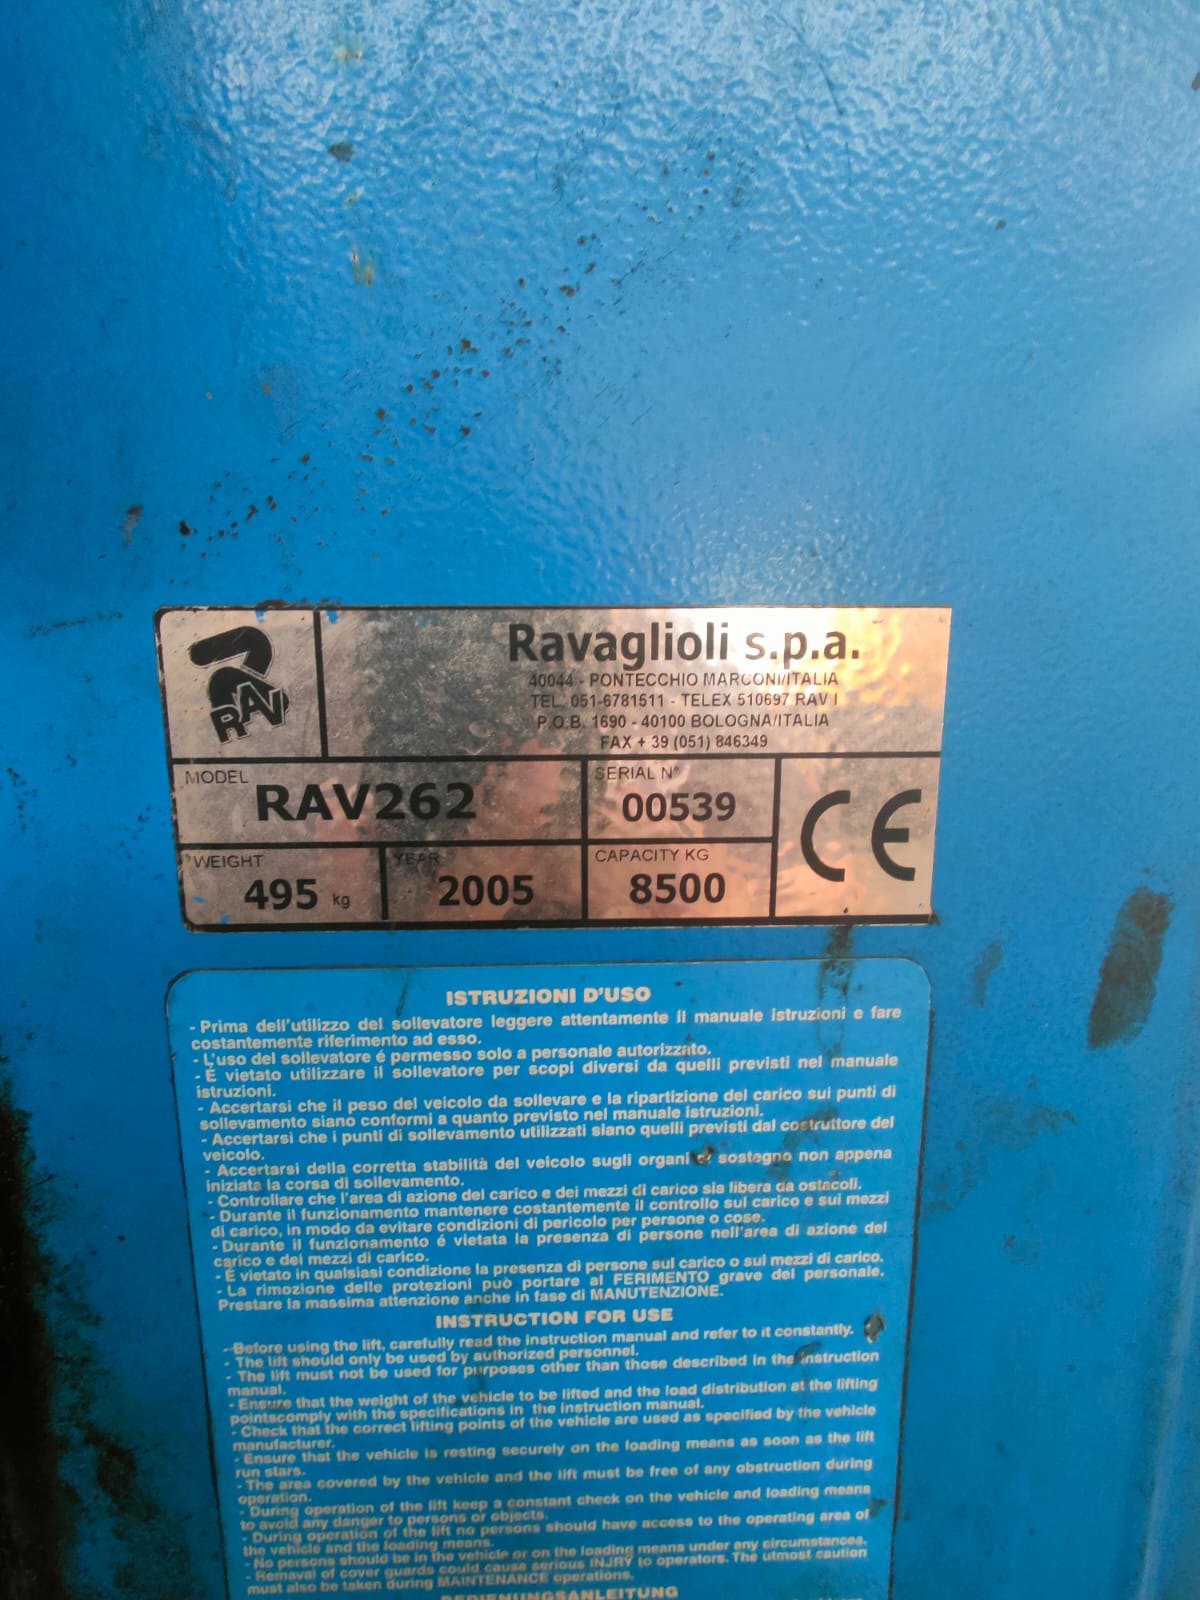 RAV
Ravaglioli s.p.a.
40044 - PONTECCHIO MARCONI/ITALIA
TEL. 051-6781511 - TELEX 510697 RAV I
P.O.B. 1690 - 40100 BOLOGNA/ITALIA
FAX + 39 (051) 846349
MODEL
RAV262
SERIAL N°
00539
WEIGHT
495 kg
YEAR
2005
CAPACITY KG
8500
CE
ISTRUZIONI D'USO
- Prima dell'utilizzo del sollevatore leggere attentamente il manuale istruzioni e fare
costantemente riferimento ad esso.
- L'uso del sollevatore é permesso solo a personale autorizzato.
- É vietato utilizzare il sollevatore per scopi diversi da quelli previsti nel manuale
istruzioni.
- Accertarsi che il peso del veicolo da sollevare e la ripartizione del carico sui punti di
sollevamento siano conformi a quanto previsto nel manuale istruzioni.
- Accertarsi che i punti di sollevamento utilizzati siano quelli previsti dal costruttore del
veicolo.
- Accertarsi della corretta stabilità del veicolo sugli organi di sostegno non appena
iniziata la corsa di sollevamento.
- Controllare che l'area di azione del carico e dei mezzi di carico sia libera da ostacoli.
- Durante il funzionamento mantenere costantemente il controllo sul carico e sui mezzi
di carico, in modo da evitare condizioni di pericolo per persone o cose.
- Durante il funzionamento é vietata la presenza di persone nell'area di azione del
carico e dei mezzi di carico.
- É vietato in qualsiasi condizione la presenza di persone sul carico o sui mezzi di carico.
- La rimozione delle protezioni può portare al FERIMENTO grave del personale.
Prestare la massima attenzione anche in fase di MANUTENZIONE.
INSTRUCTION FOR USE
- Before using the lift, carefully read the instruction manual and refer to it constantly.
- The lift should only be used by authorized personnel.
- The lift must not be used for purposes other than those described in the instruction
manual.
- Ensure that the weight of the vehicle to be lifted and the load distribution at the lifting
pointscomply with the specifications in the instruction manual.
- Check that the correct lifting points of the vehicle are used as specified by the vehicle
manufacturer.
- Ensure that the vehicle is resting securely on the loading means as soon as the lift
run stars.
- The area covered by the vehicle and the lift must be free of any obstruction during
operation.
- During operation of the lift keep a constant check on the vehicle and loading means
to avoid any danger to persons or objects.
- During operation of the lift no persons should have access to the operating area of
the vehicle and the loading means.
- No persons should be in the vehicle or on the loading means under any circumstances.
- Remaval of cover guards could cause serious INJRY to operators. The utmost caution
must also be taken during MAINTENANCE operations.
BEDIENUNGSANLEITUNG